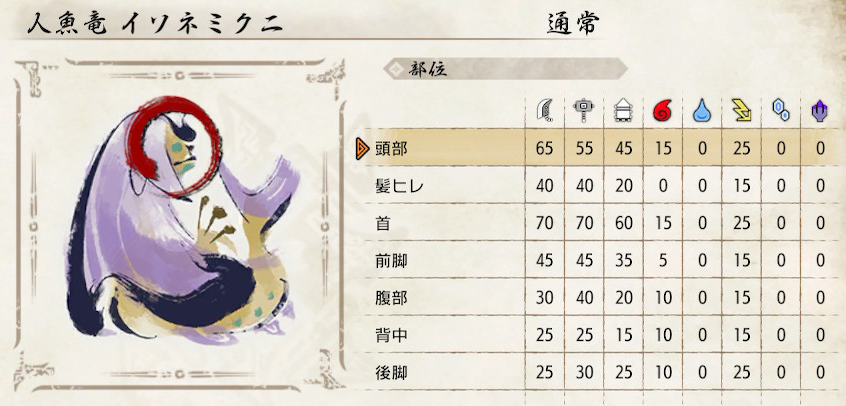 人魚竜 イソネミクニ 通常
部位
頭部 65 55 45 15 0 25 0 0
髪ヒレ 40 40 20 0 0 15 0 0
首 70 70 60 15 0 25 0 0
前脚 45 45 35 5 0 15 0 0
腹部 30 40 20 10 0 15 0 0
背中 25 25 15 10 0 15 0 0
後脚 25 30 25 10 0 25 0 0